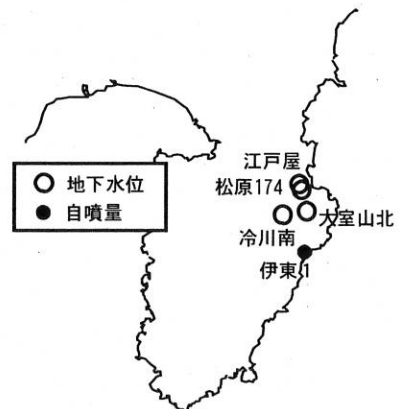 江戸屋
松原174
地下水位
自噴量
大室山北
冷川南
伊東1